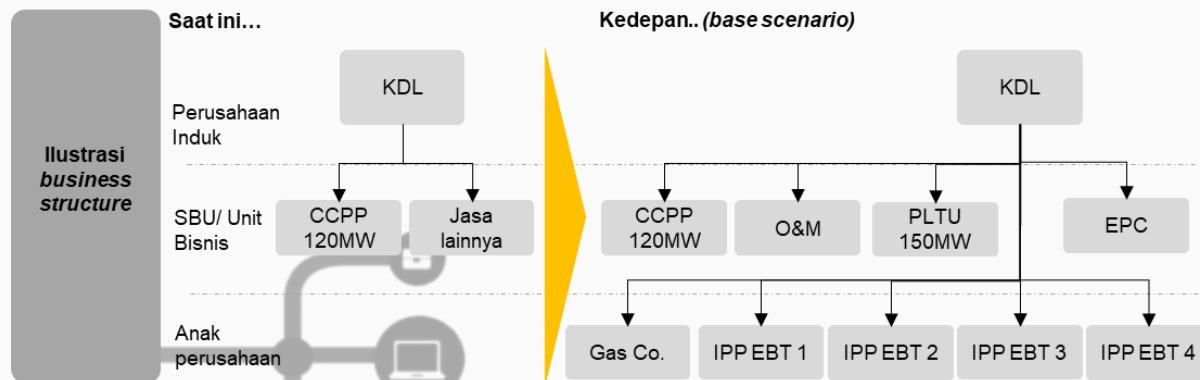 Saat ini...
Kedepan.. (base scenario)
Ilustrasi
business
structure
Perusahaan
Induk
KDL
KDL
SBU/ Unit
Bisnis
CCPP
120MW
Jasa
lainnya
CCPP
120MW
O&M
PLTU
150MW
EPC
Anak
perusahaan
Gas Co.
IPP EBT 1
IPP EBT 2
IPP EBT 3
IPP EBT 4